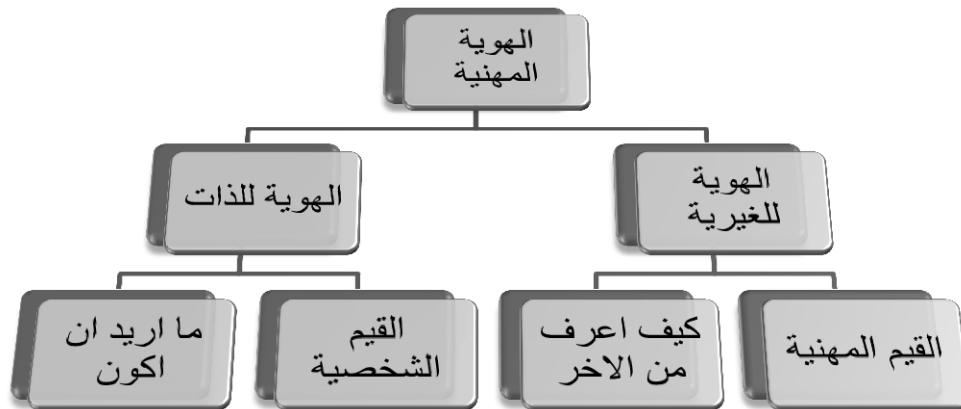 الهوية
المهنية
الهوية
للغيرية
الهوية للذات
القيم المهنية
كيف اعرف
من الاخر
القيم
الشخصية
ما اريد ان
اكون